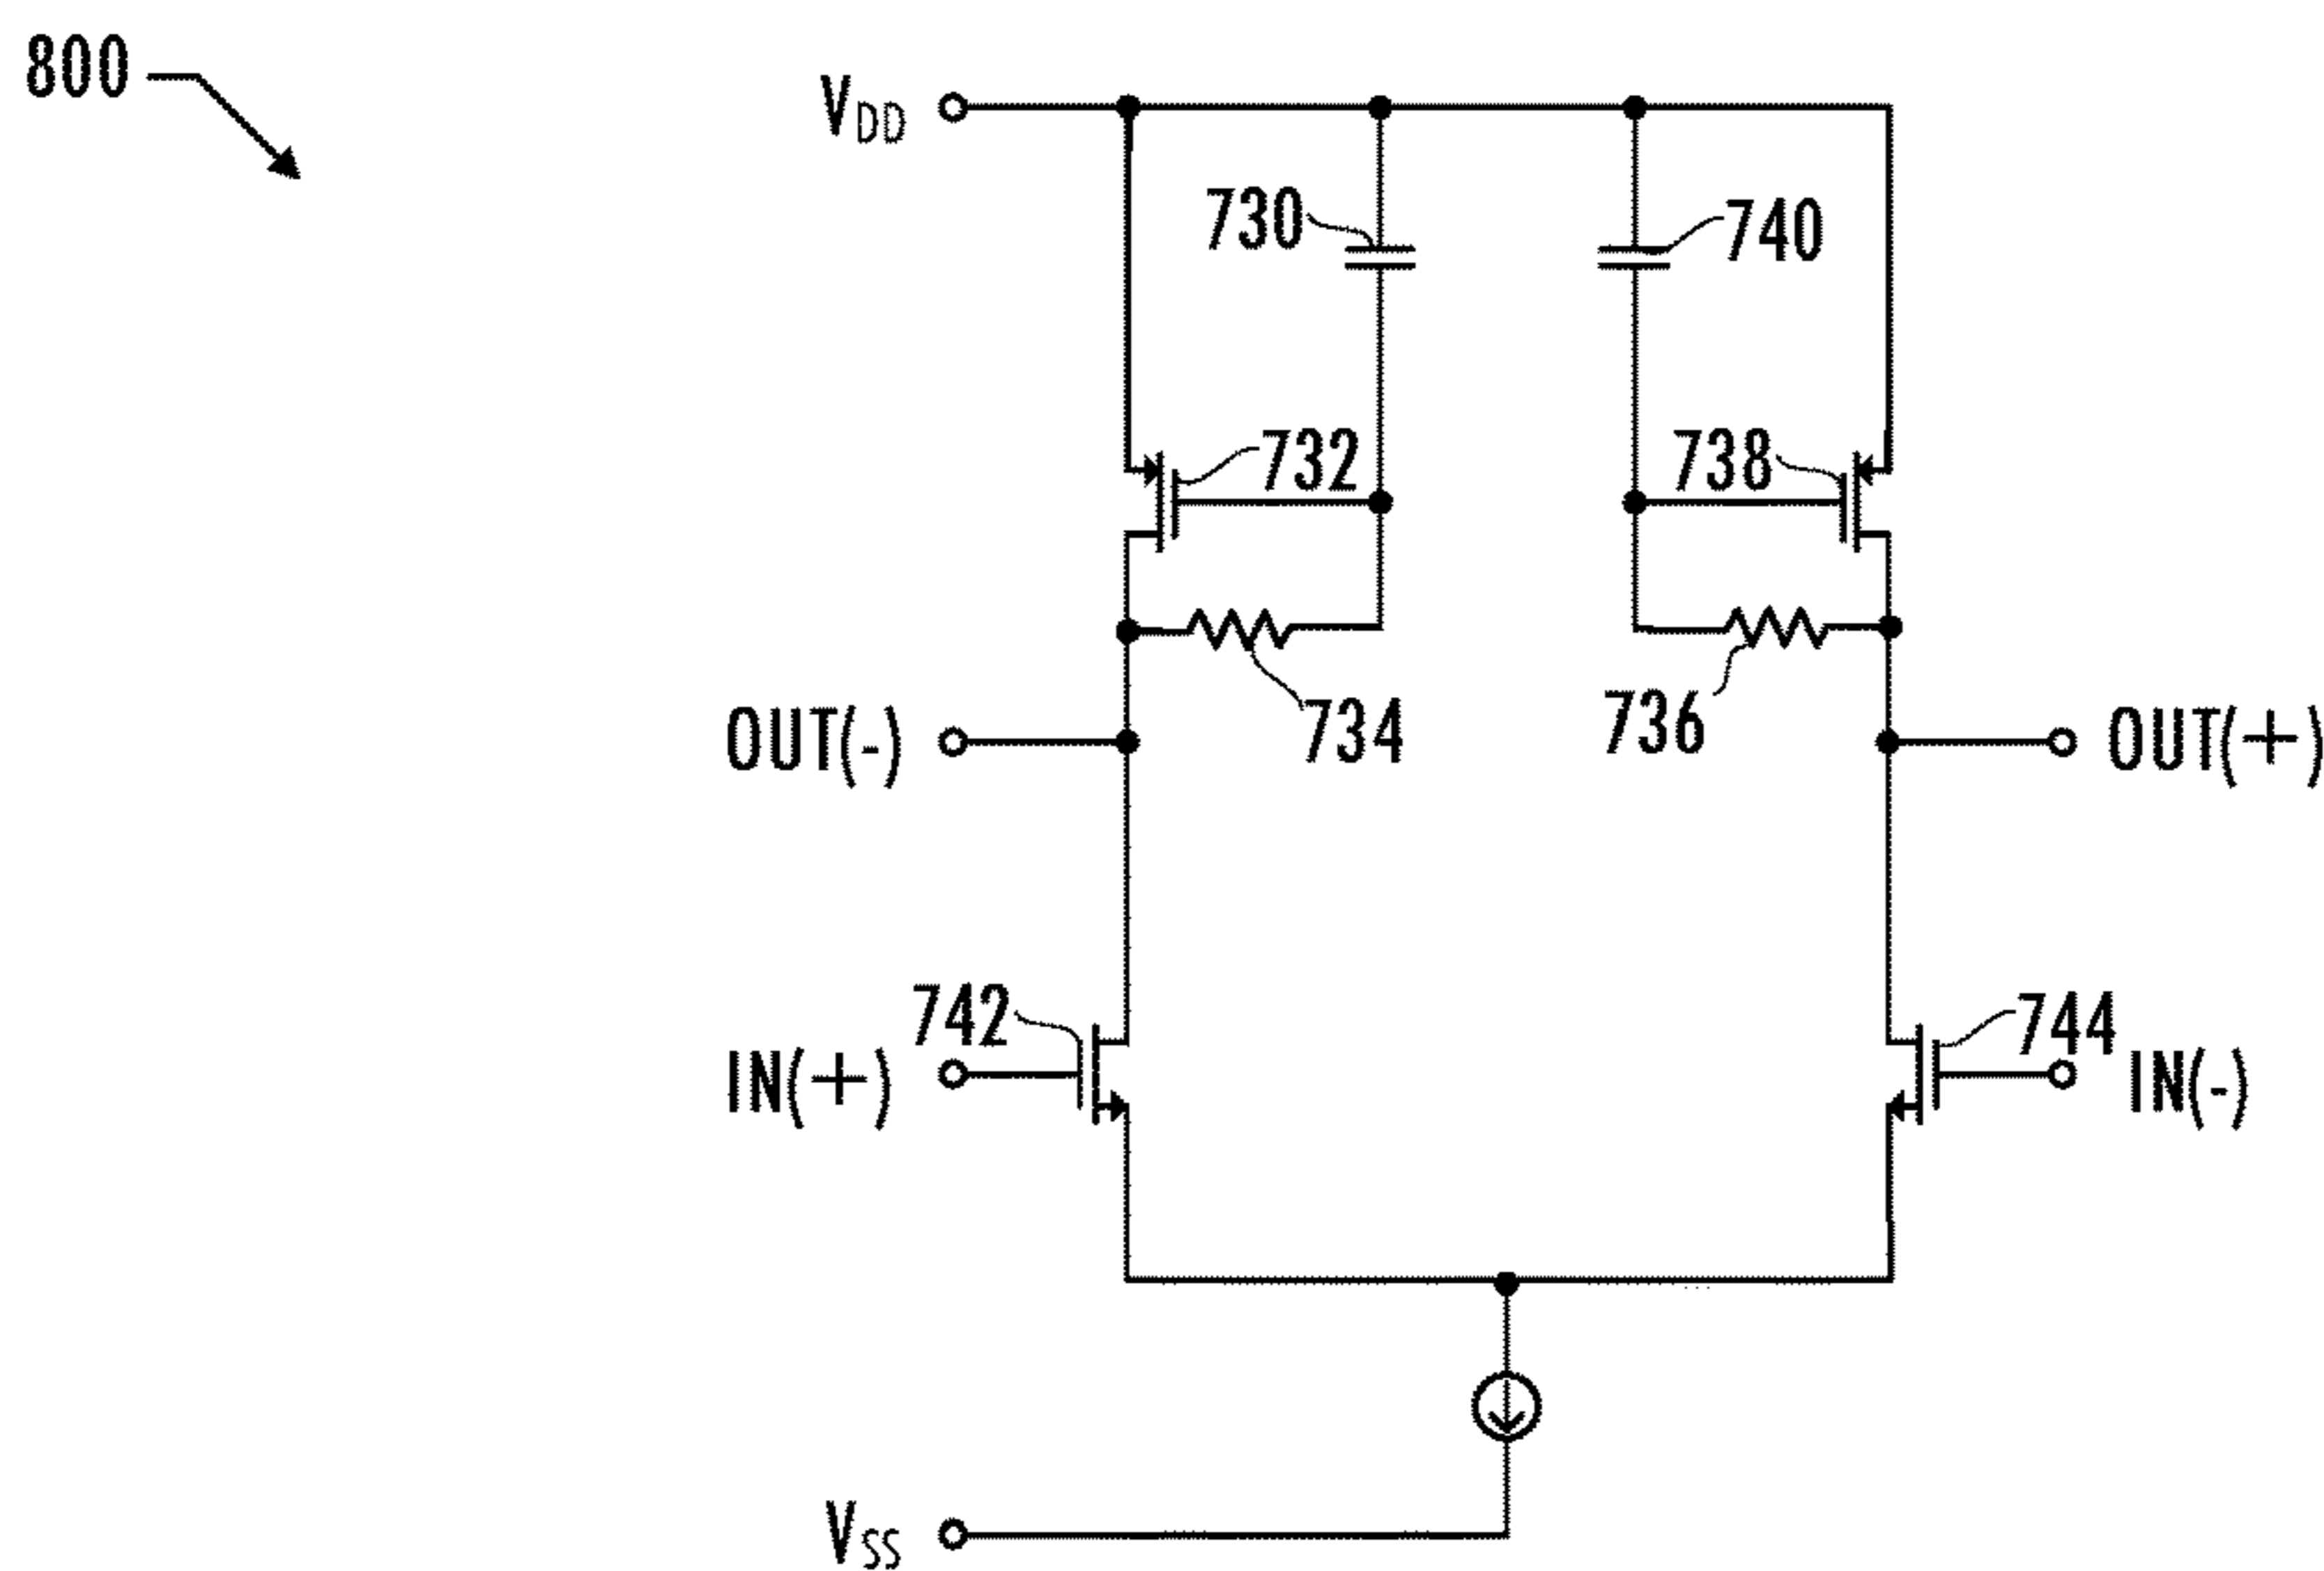 800
VDD
730
740
732
738
734
736
OUT(-)
OUT(+)
742
744
IN(+)
IN(-)
VSS